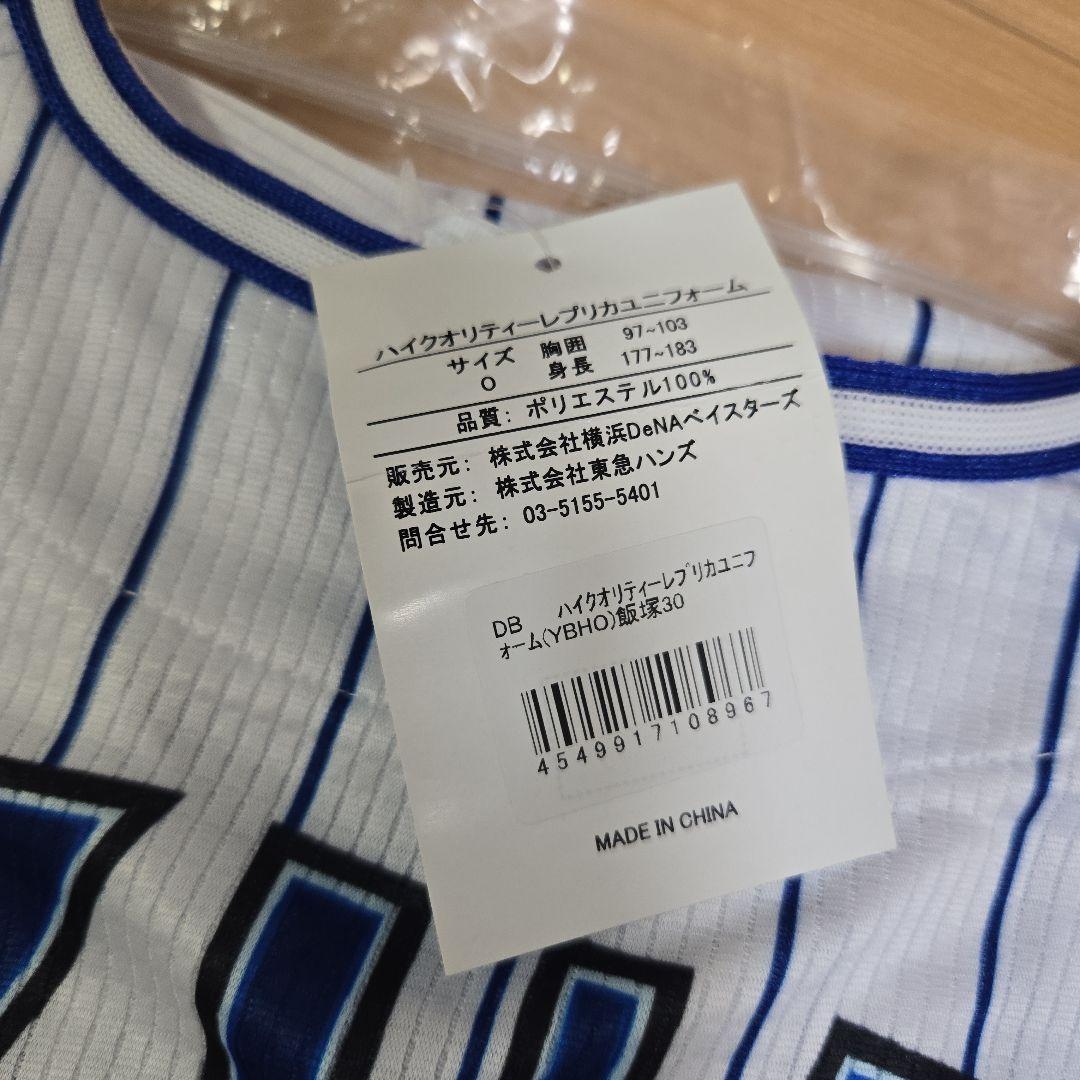 ハイクオリティーレプリカユニフォーム
サイズ 胸囲 97~103
O 身長 177~183
品質: ポリエステル100%
販売元: 株式会社横浜DeNAベイスターズ
製造元: 株式会社東急ハンズ
問合せ先: 03-5155-5401
DB ハイクオリティーレプリカユニフ
ォーム(YBHO)飯塚30
4549917108967
MADE IN CHINA